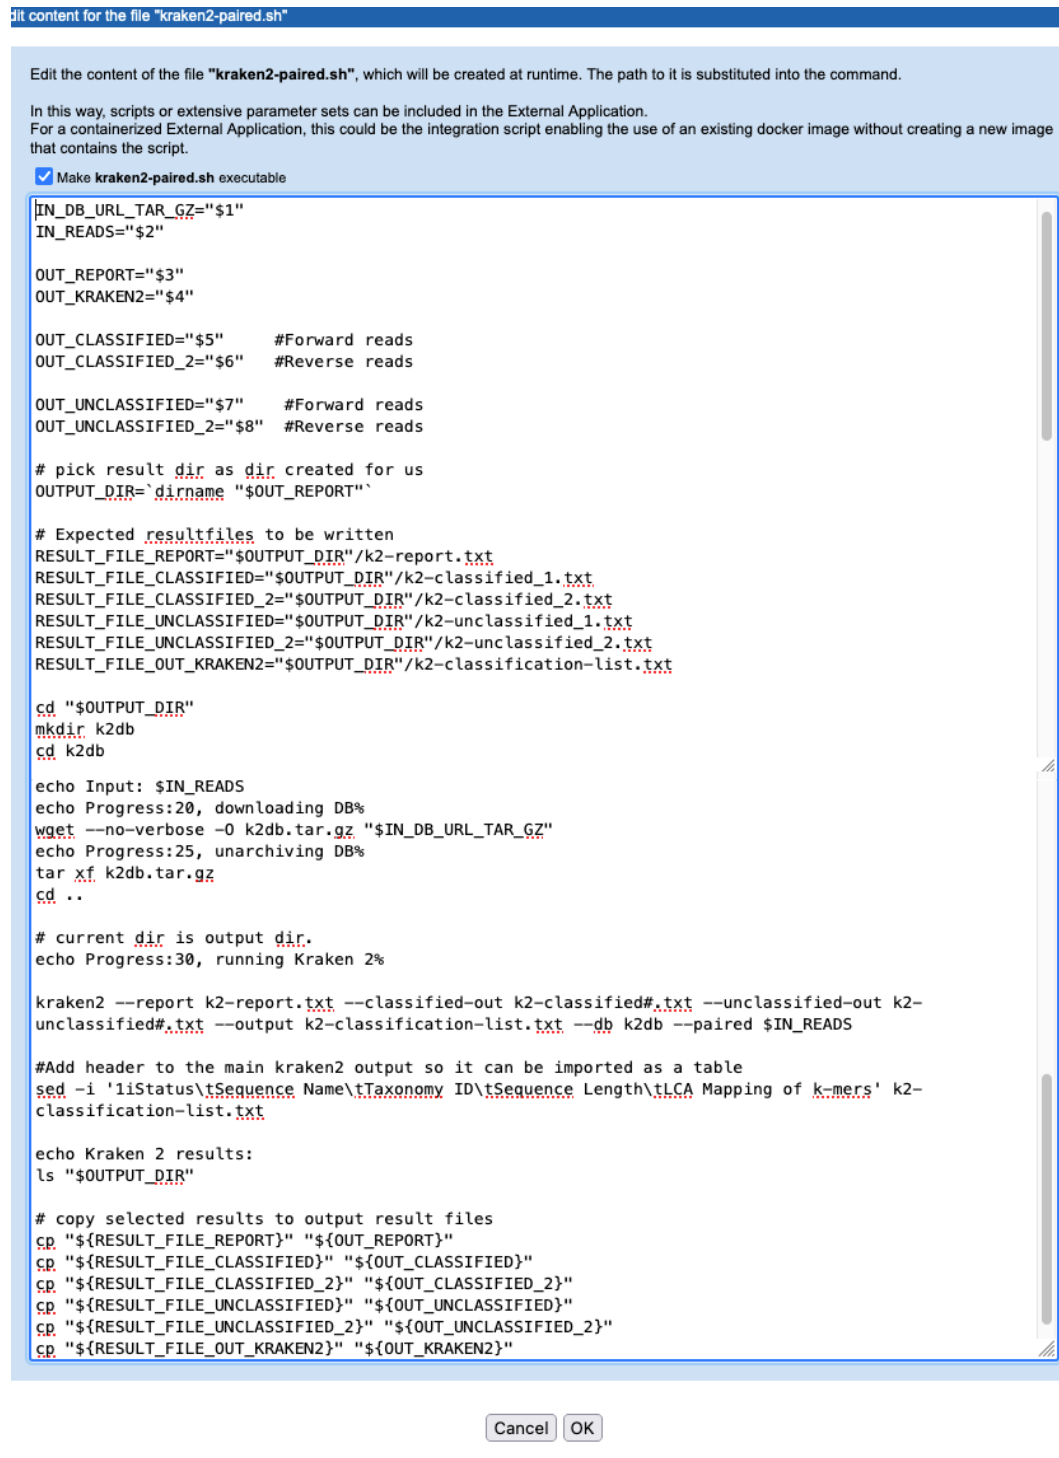 dit content for the file "kraken2-paired.sh"
Edit the content of the file "kraken2-paired.sh", which will be created at runtime. The path to it is substituted into the command.
In this way, scripts or extensive parameter sets can be included in the External Application.
For a containerized External Application, this could be the integration script enabling the use of an existing docker image without creating a new image
that contains the script.
Make kraken2-paired.sh executable
IN_DB_URL_TAR_GZ="$1"
IN_READS="$2"
OUT_REPORT="$3"
OUT_KRAKEN2="$4"
OUT_CLASSIFIED="$5"     #Forward reads
OUT_CLASSIFIED_2="$6"   #Reverse reads
OUT_UNCLASSIFIED="$7"    #Forward reads
OUT_UNCLASSIFIED_2="$8"  #Reverse reads
# pick result dir as dir created for us
OUTPUT_DIR=`dirname "$OUT_REPORT"`
# Expected resultfiles to be written
RESULT_FILE_REPORT="$OUTPUT_DIR"/k2-report.txt
RESULT_FILE_CLASSIFIED="$OUTPUT_DIR"/k2-classified_1.txt
RESULT_FILE_CLASSIFIED_2="$OUTPUT_DIR"/k2-classified_2.txt
RESULT_FILE_UNCLASSIFIED="$OUTPUT_DIR"/k2-unclassified_1.txt
RESULT_FILE_UNCLASSIFIED_2="$OUTPUT_DIR"/k2-unclassified_2.txt
RESULT_FILE_OUT_KRAKEN2="$OUTPUT_DIR"/k2-classification-list.txt
cd "$OUTPUT_DIR"
mkdir k2db
cd k2db
echo Input: $IN_READS
echo Progress:20, downloading DB%
wget --no-verbose -O k2db.tar.gz "$IN_DB_URL_TAR_GZ"
echo Progress:25, unarchiving DB%
tar xf k2db.tar.gz
cd ..
# current dir is output dir.
echo Progress:30, running Kraken 2%
kraken2 --report k2-report.txt --classified-out k2-classified#.txt --unclassified-out k2-
unclassified#.txt --output k2-classification-list.txt --db k2db --paired $IN_READS
#Add header to the main kraken2 output so it can be imported as a table
sed -i '1iStatus\tSequence Name\tTaxonomy ID\tSequence Length\tLCA Mapping of k-mers' k2-
classification-list.txt
echo Kraken 2 results:
ls "$OUTPUT_DIR"
# copy selected results to output result files
cp "${RESULT_FILE_REPORT}" "${OUT_REPORT}"
cp "${RESULT_FILE_CLASSIFIED}" "${OUT_CLASSIFIED}"
cp "${RESULT_FILE_CLASSIFIED_2}" "${OUT_CLASSIFIED_2}"
cp "${RESULT_FILE_UNCLASSIFIED}" "${OUT_UNCLASSIFIED}"
cp "${RESULT_FILE_UNCLASSIFIED_2}" "${OUT_UNCLASSIFIED_2}"
cp "${RESULT_FILE_OUT_KRAKEN2}" "${OUT_KRAKEN2}"
Cancel OK